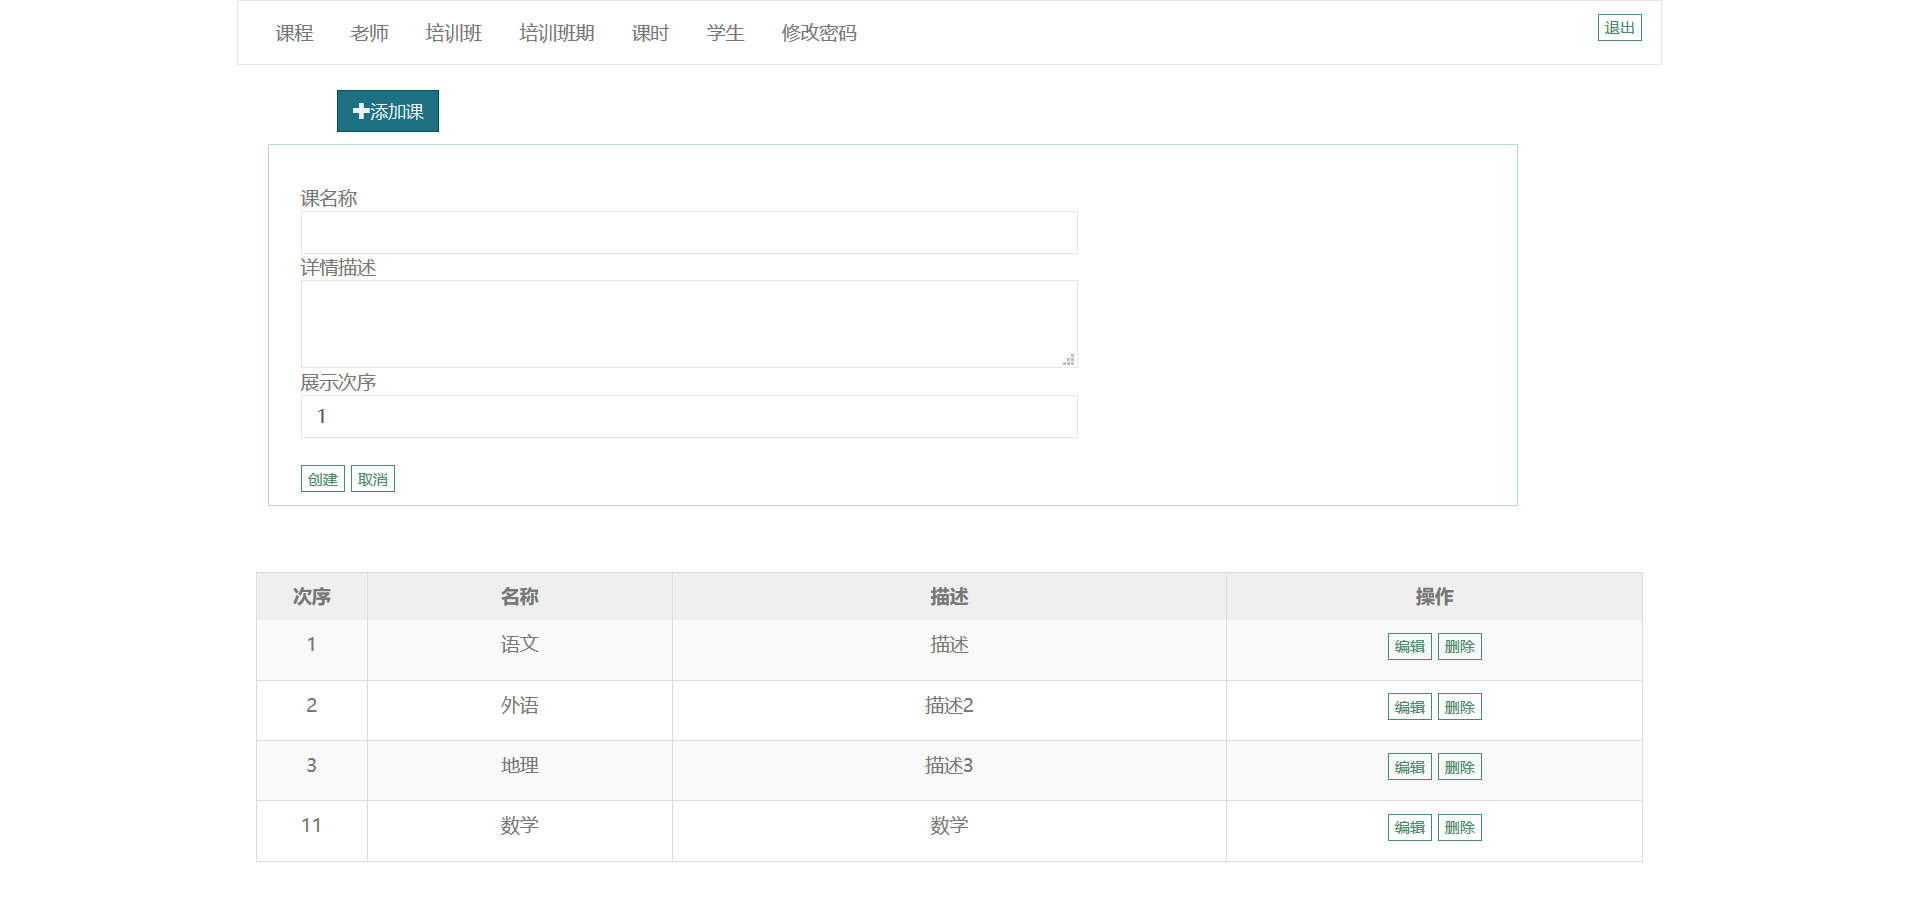 课程 老师 培训班 培训班期 课时 学生 修改密码 退出
添加课
课名称
详情描述
展示次序
1
创建 取消
次序 名称 描述 操作
1 语文 描述 编辑 删除
2 外语 描述2 编辑 删除
3 地理 描述3 编辑 删除
11 数学 数学 编辑 删除